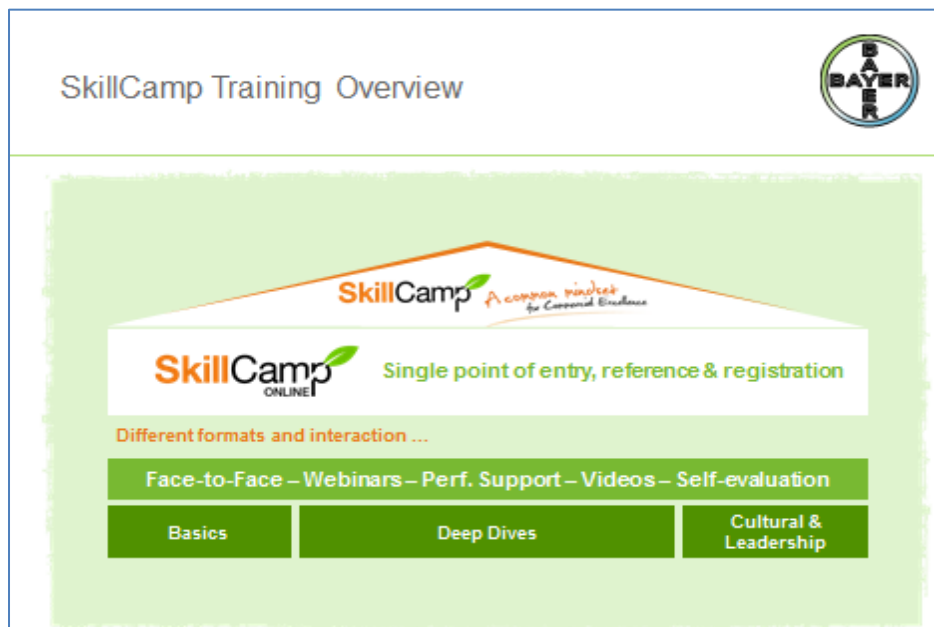 SkillCamp Training Overview
BAYER
BAYER
SkillCamp A common mindset
for Commercial Excellence
SkillCamp
ONLINE
Single point of entry, reference & registration
Different formats and interaction ...
Face-to-Face – Webinars – Perf. Support – Videos – Self-evaluation
Basics
Deep Dives
Cultural &
Leadership